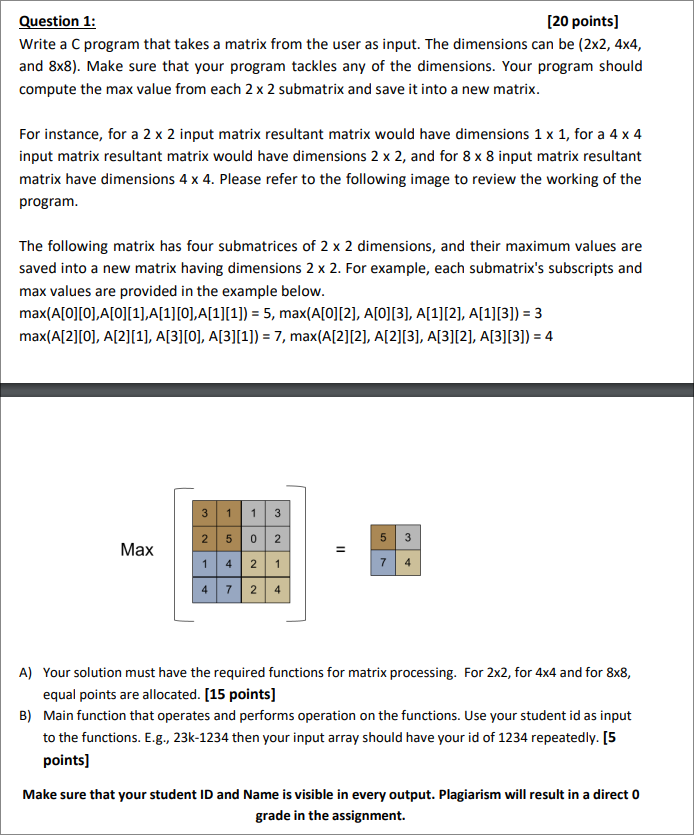 Question 1: [20 points]
Write a C program that takes a matrix from the user as input. The dimensions can be (2x2, 4x4,
and 8x8). Make sure that your program tackles any of the dimensions. Your program should
compute the max value from each 2 x 2 submatrix and save it into a new matrix.
For instance, for a 2 x 2 input matrix resultant matrix would have dimensions 1 x 1, for a 4 x 4
input matrix resultant matrix would have dimensions 2 x 2, and for 8 x 8 input matrix resultant
matrix have dimensions 4 x 4. Please refer to the following image to review the working of the
program.
The following matrix has four submatrices of 2 x 2 dimensions, and their maximum values are
saved into a new matrix having dimensions 2 x 2. For example, each submatrix's subscripts and
max values are provided in the example below.
max(A[0][0],A[0][1],A[1][0],A[1][1]) = 5, max(A[0][2], A[0][3], A[1][2], A[1][3]) = 3
max(A[2][0], A[2][1], A[3][0], A[3][1]) = 7, max(A[2][2], A[2][3], A[3][2], A[3][3]) = 4
3 1 1 3
2 5 0 2
Max
1 4 2 1
4 7 2 4
=
5 3
7 4
A) Your solution must have the required functions for matrix processing. For 2x2, for 4x4 and for 8x8,
equal points are allocated. [15 points]
B) Main function that operates and performs operation on the functions. Use your student id as input
to the functions. E.g., 23k-1234 then your input array should have your id of 1234 repeatedly. [5
points]
Make sure that your student ID and Name is visible in every output. Plagiarism will result in a direct 0
grade in the assignment.